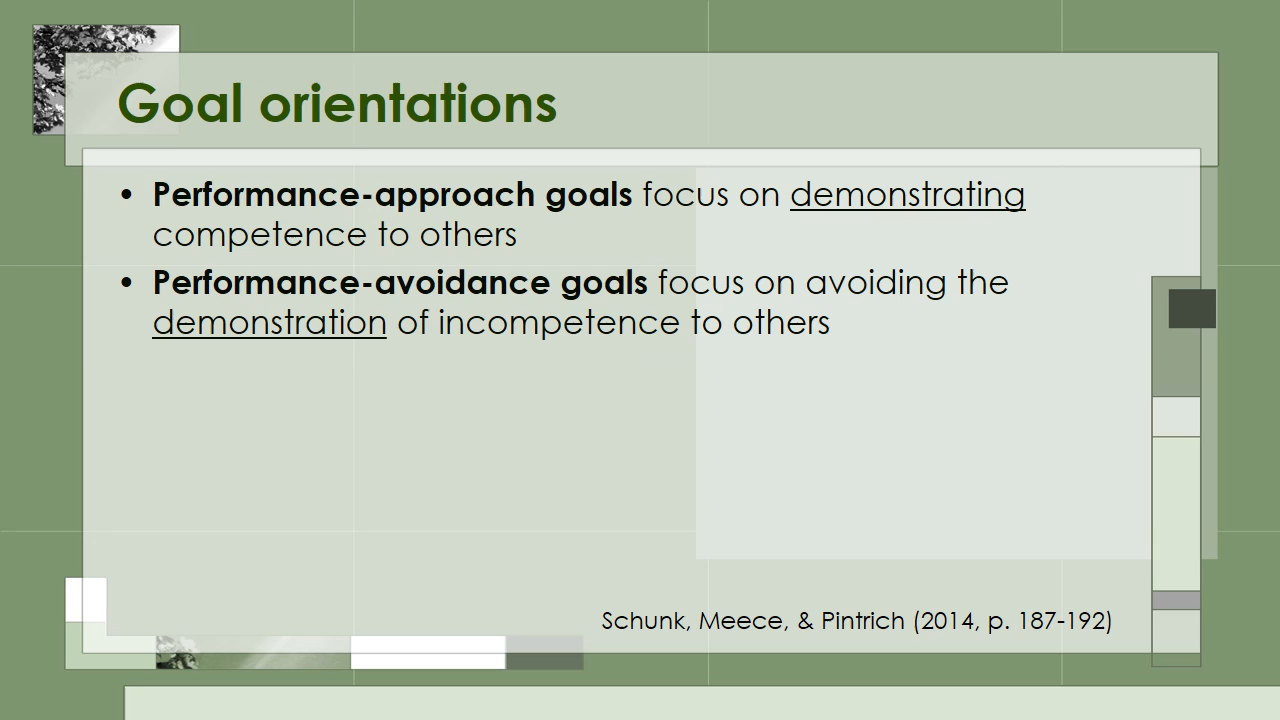 Goal orientations
• Performance-approach goals focus on demonstrating
competence to others
• Performance-avoidance goals focus on avoiding the
demonstration of incompetence to others
Schunk, Meece, & Pintrich (2014, p. 187-192)